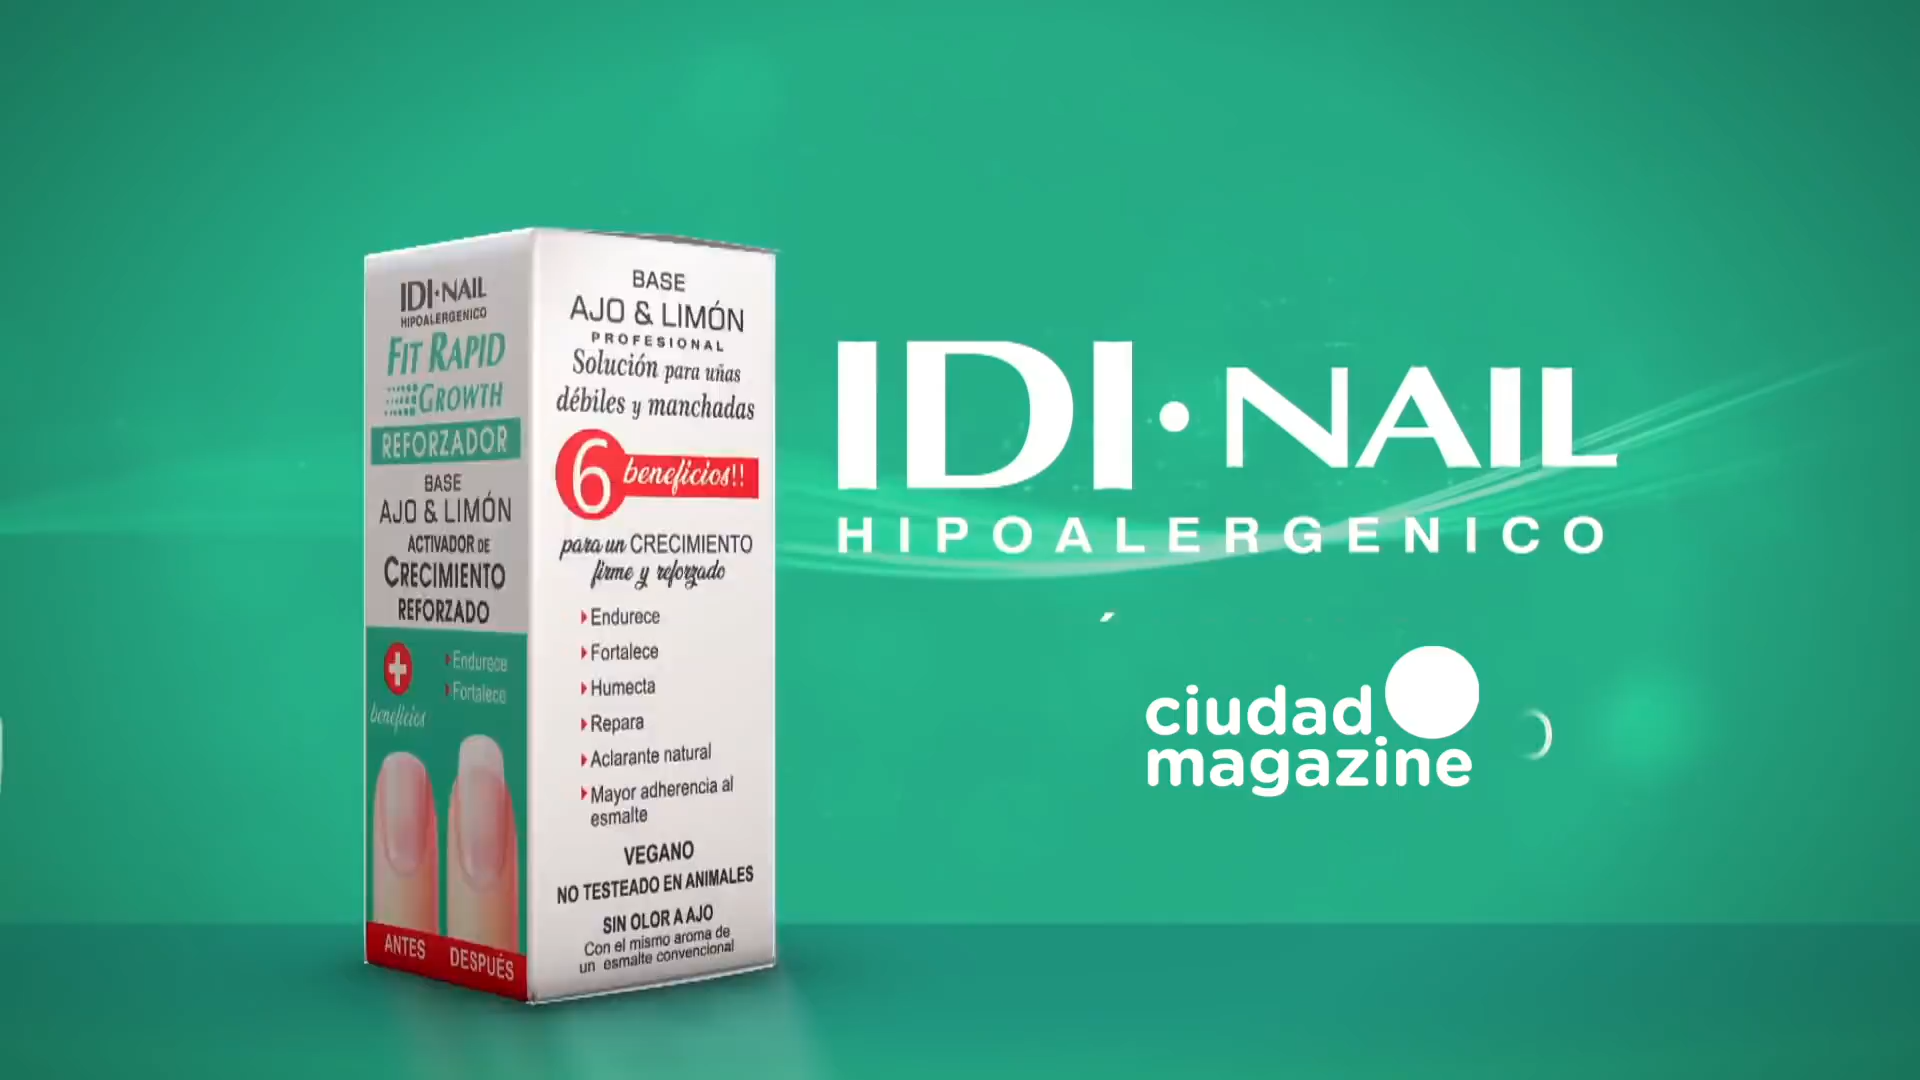 IDI·NAIL
HIPOALERGENICO
FIT RAPID
GROWTH
REFORZADOR
BASE
AJO & LIMÓN
ACTIVADOR DE
CRECIMIENTO
REFORZADO
+
beneficios
Endurece
Fortalece
ANTES DESPUÉS
BASE
AJO & LIMÓN
PROFESIONAL
Solución para uñas
débiles y manchadas
6 beneficios!!
para un CRECIMIENTO
firme y reforzado
Endurece
Fortalece
Humecta
Repara
Aclarante natural
Mayor adherencia al
esmalte
VEGANO
NO TESTEADO EN ANIMALES
SIN OLOR A AJO
Con el mismo aroma de
un esmalte convencional
IDI·NAIL
HIPOALERGENICO
ciudad
magazine